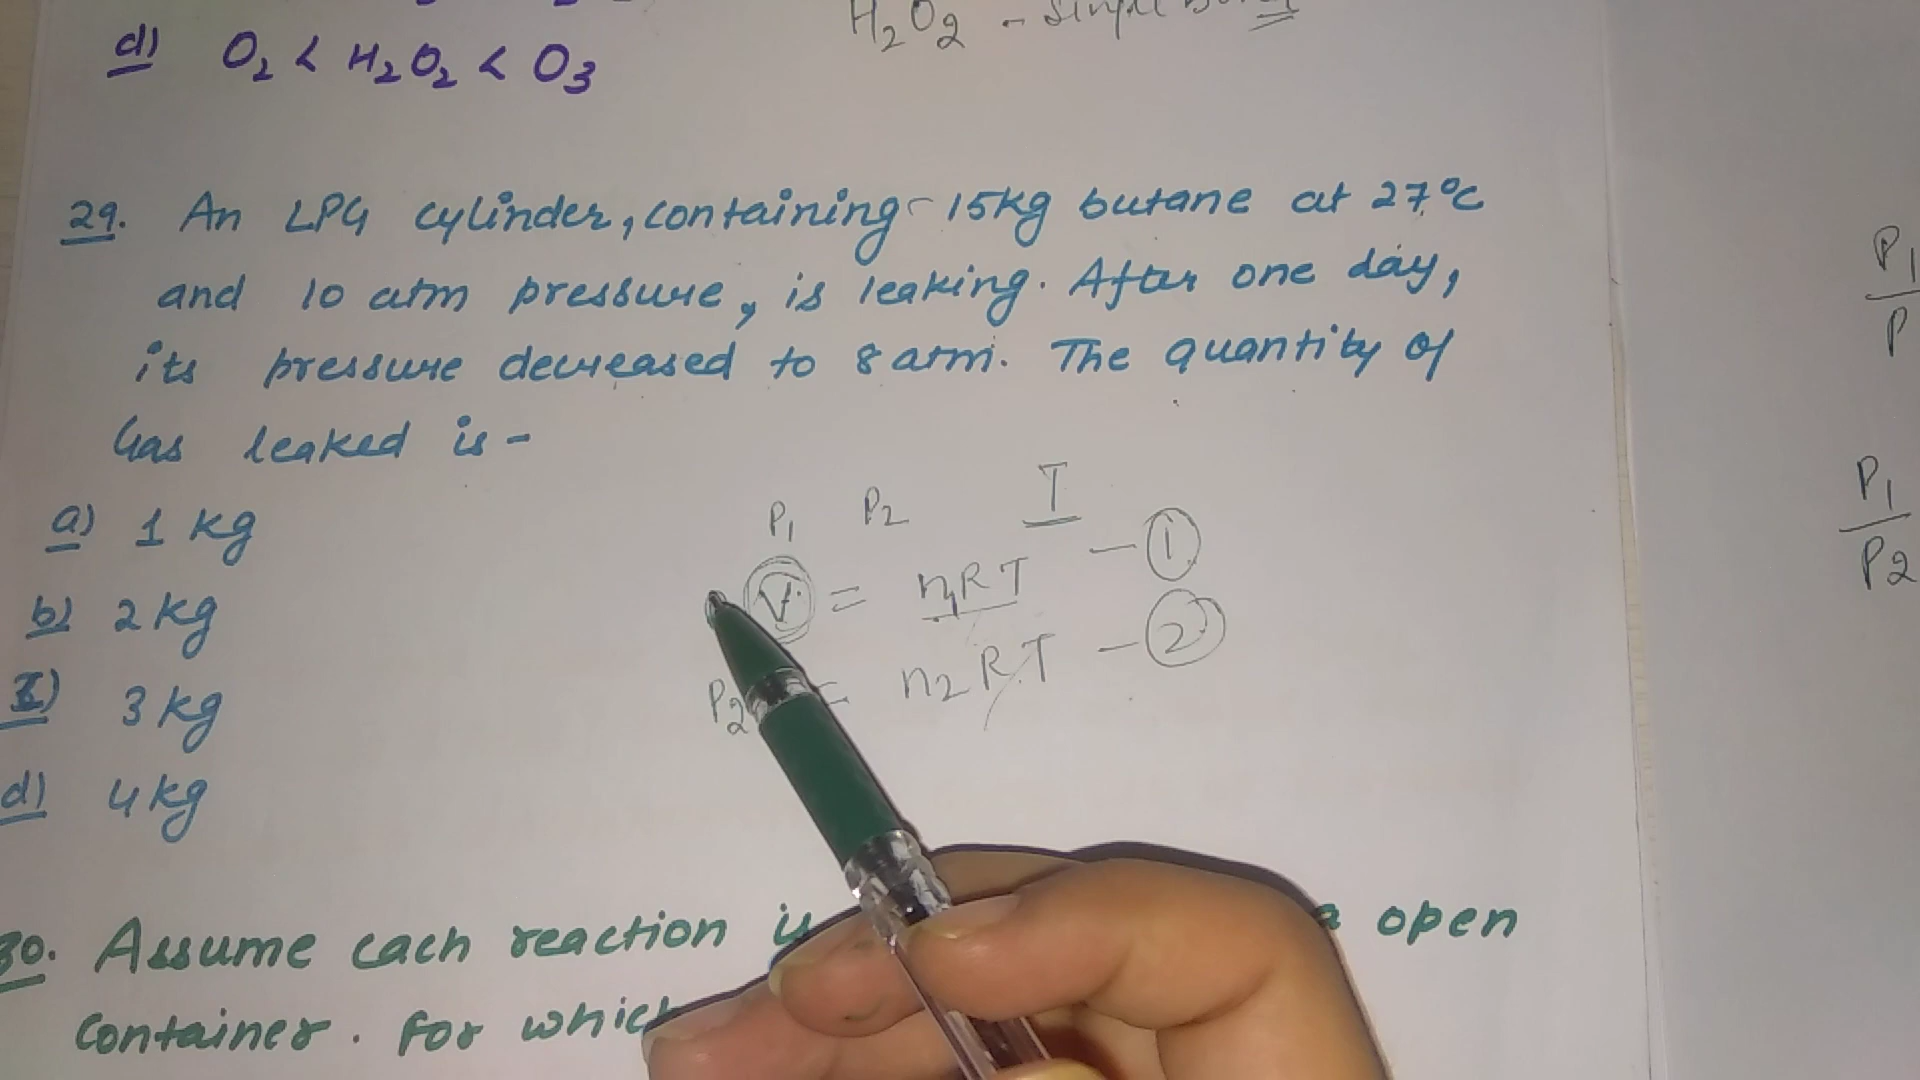 d) O₂ < H₂O₂ < O₃
H₂O₂ -
29. An LPG cylinder, containing 15kg butane at 27°C
and 10 atm pressure, is leaking. After one day,
its pressure decreased to 8 atm. The quantity of
Gas leaked is -
a) 1 kg
b) 2 kg
3 kg
d) 4 kg
P₁ P₂ T
V = n₁RT - 1
P₂ = n₂RT - 2
P₁
P
P₁
P₂
30. Assume each reaction is a open
Container. for which